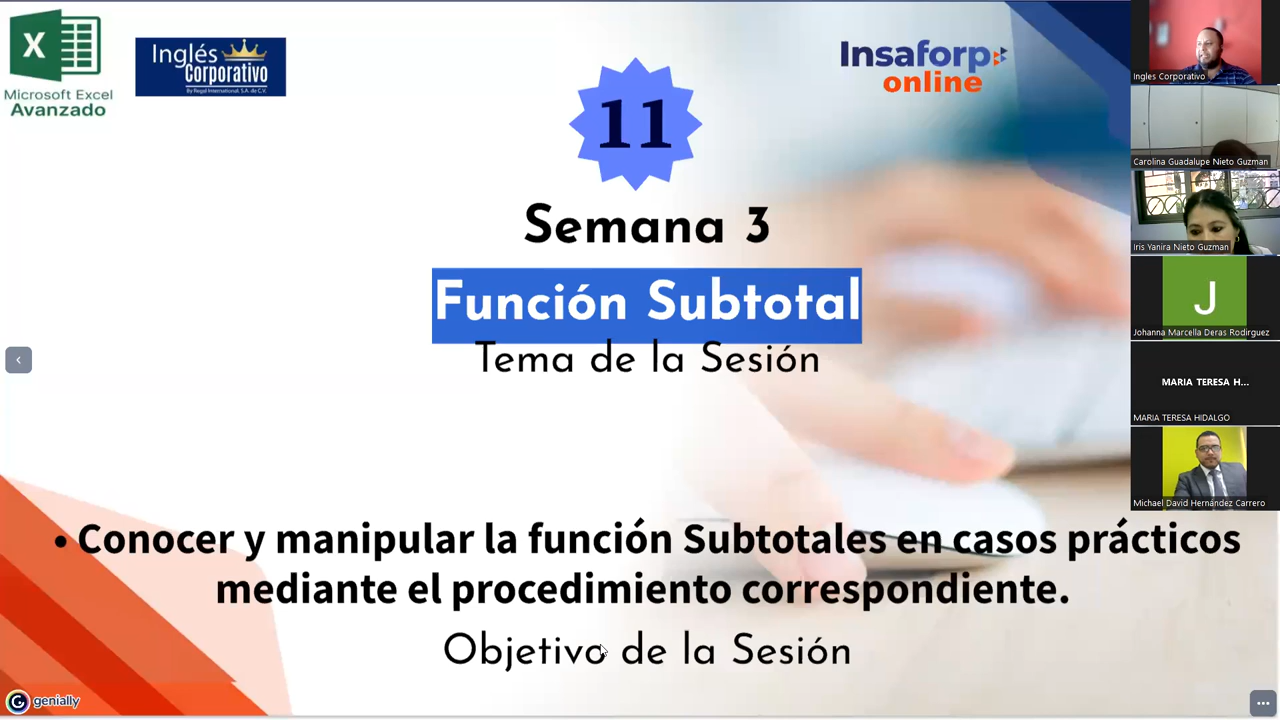 X
Microsoft Excel
Avanzado
Inglés
Corporativo
By Regal International, S.A. de C.V.
Insaforp
online
11
Semana 3
Función Subtotal
Tema de la Sesión
• Conocer y manipular la función Subtotales en casos prácticos
mediante el procedimiento correspondiente.
Objetivo de la Sesión
genially
Ingles Corporativo
Carolina Guadalupe Nieto Guzman
Iris Yanira Nieto Guzman
J
Johanna Marcella Deras Rodirguez
MARIA TERESA H...
MARIA TERESA HIDALGO
Michael David Hernández Carrero